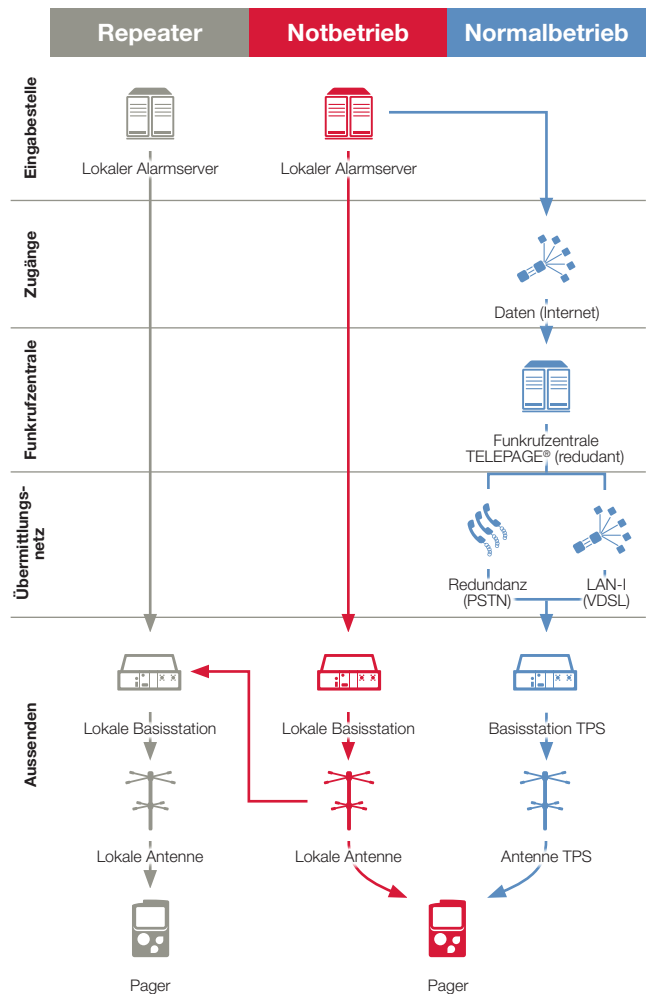 Repeater
Notbetrieb
Normalbetrieb
Eingabestelle
Lokaler Alarmserver
Lokaler Alarmserver
Zugänge
Daten (Internet)
Funkrufzentrale
Funkrufzentrale
TELEPAGE® (redudant)
Übermittlungs-
netz
Redundanz
(PSTN)
LAN-I
(VDSL)
Aussenden
Lokale Basisstation
Lokale Basisstation
Basisstation TPS
Lokale Antenne
Lokale Antenne
Antenne TPS
Pager
Pager